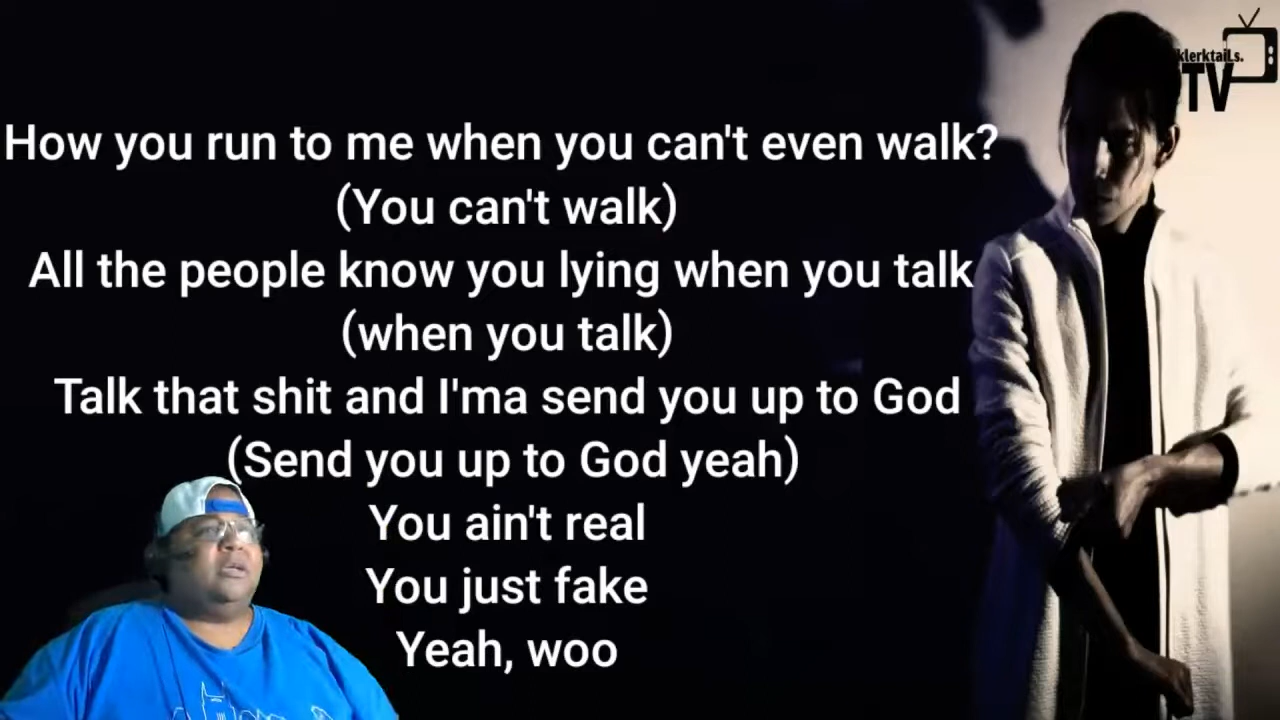 klerktails.
TV
How you run to me when you can't even walk?
(You can't walk)
All the people know you lying when you talk
(when you talk)
Talk that shit and I'ma send you up to God
(Send you up to God yeah)
You ain't real
You just fake
Yeah, woo